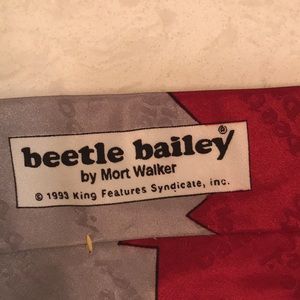 beetle bailey®
by Mort Walker
© 1993 King Features Syndicate, inc.